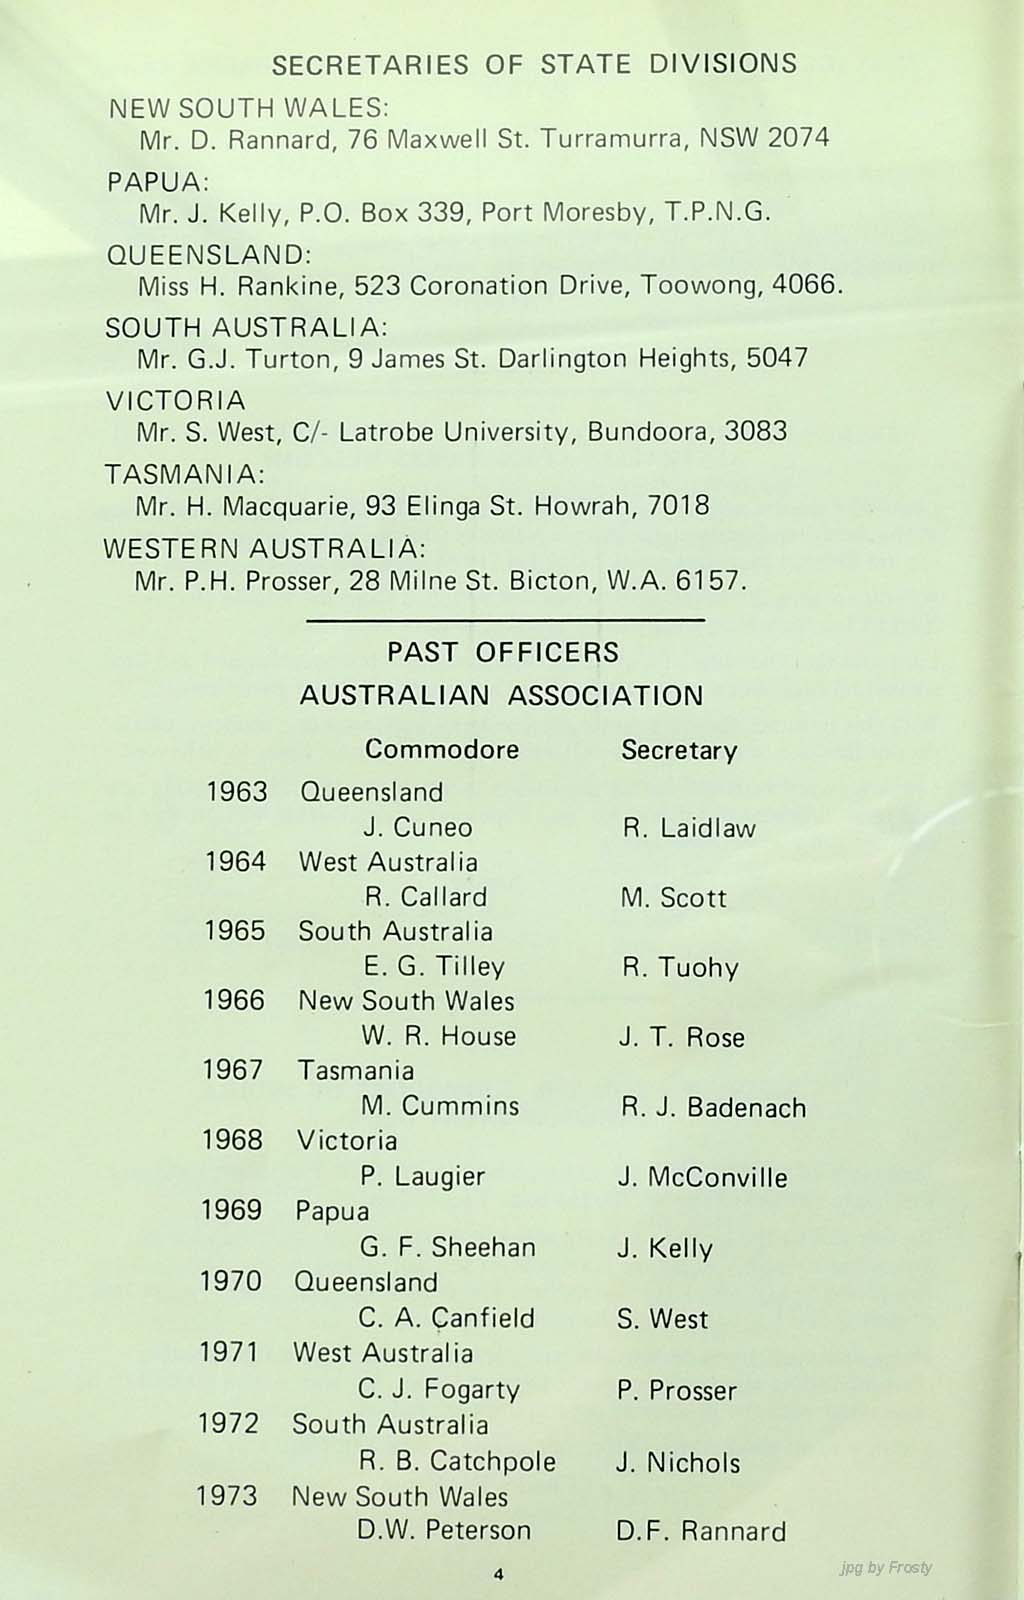 SECRETARIES OF STATE DIVISIONS
NEW SOUTH WALES:
Mr. D. Rannard, 76 Maxwell St. Turramurra, NSW 2074
PAPUA:
Mr. J. Kelly, P.O. Box 339, Port Moresby, T.P.N.G.
QUEENSLAND:
Miss H. Rankine, 523 Coronation Drive, Toowong, 4066.
SOUTH AUSTRALIA:
Mr. G.J. Turton, 9 James St. Darlington Heights, 5047
VICTORIA
Mr. S. West, C/- Latrobe University, Bundoora, 3083
TASMANIA:
Mr. H. Macquarie, 93 Elinga St. Howrah, 7018
WESTERN AUSTRALIA:
Mr. P.H. Prosser, 28 Milne St. Bicton, W.A. 6157.
PAST OFFICERS
AUSTRALIAN ASSOCIATION
Commodore Secretary
1963 Queensland
J. Cuneo R. Laidlaw
1964 West Australia
R. Callard M. Scott
1965 South Australia
E. G. Tilley R. Tuohy
1966 New South Wales
W. R. House J. T. Rose
1967 Tasmania
M. Cummins R. J. Badenach
1968 Victoria
P. Laugier J. McConville
1969 Papua
G. F. Sheehan J. Kelly
1970 Queensland
C. A. Canfield S. West
1971 West Australia
C. J. Fogarty P. Prosser
1972 South Australia
R. B. Catchpole J. Nichols
1973 New South Wales
D.W. Peterson D.F. Rannard
4
jpg by Frosty